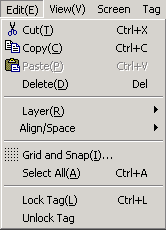 Edit(E) View(V) Screen Tag
Cut(T) Ctrl+X
Copy(C) Ctrl+C
Paste(P) Ctrl+V
Delete(D) Del
Layer(R)
Align/Space
Grid and Snap(I)...
Select All(A) Ctrl+A
Lock Tag(L) Ctrl+L
Unlock Tag